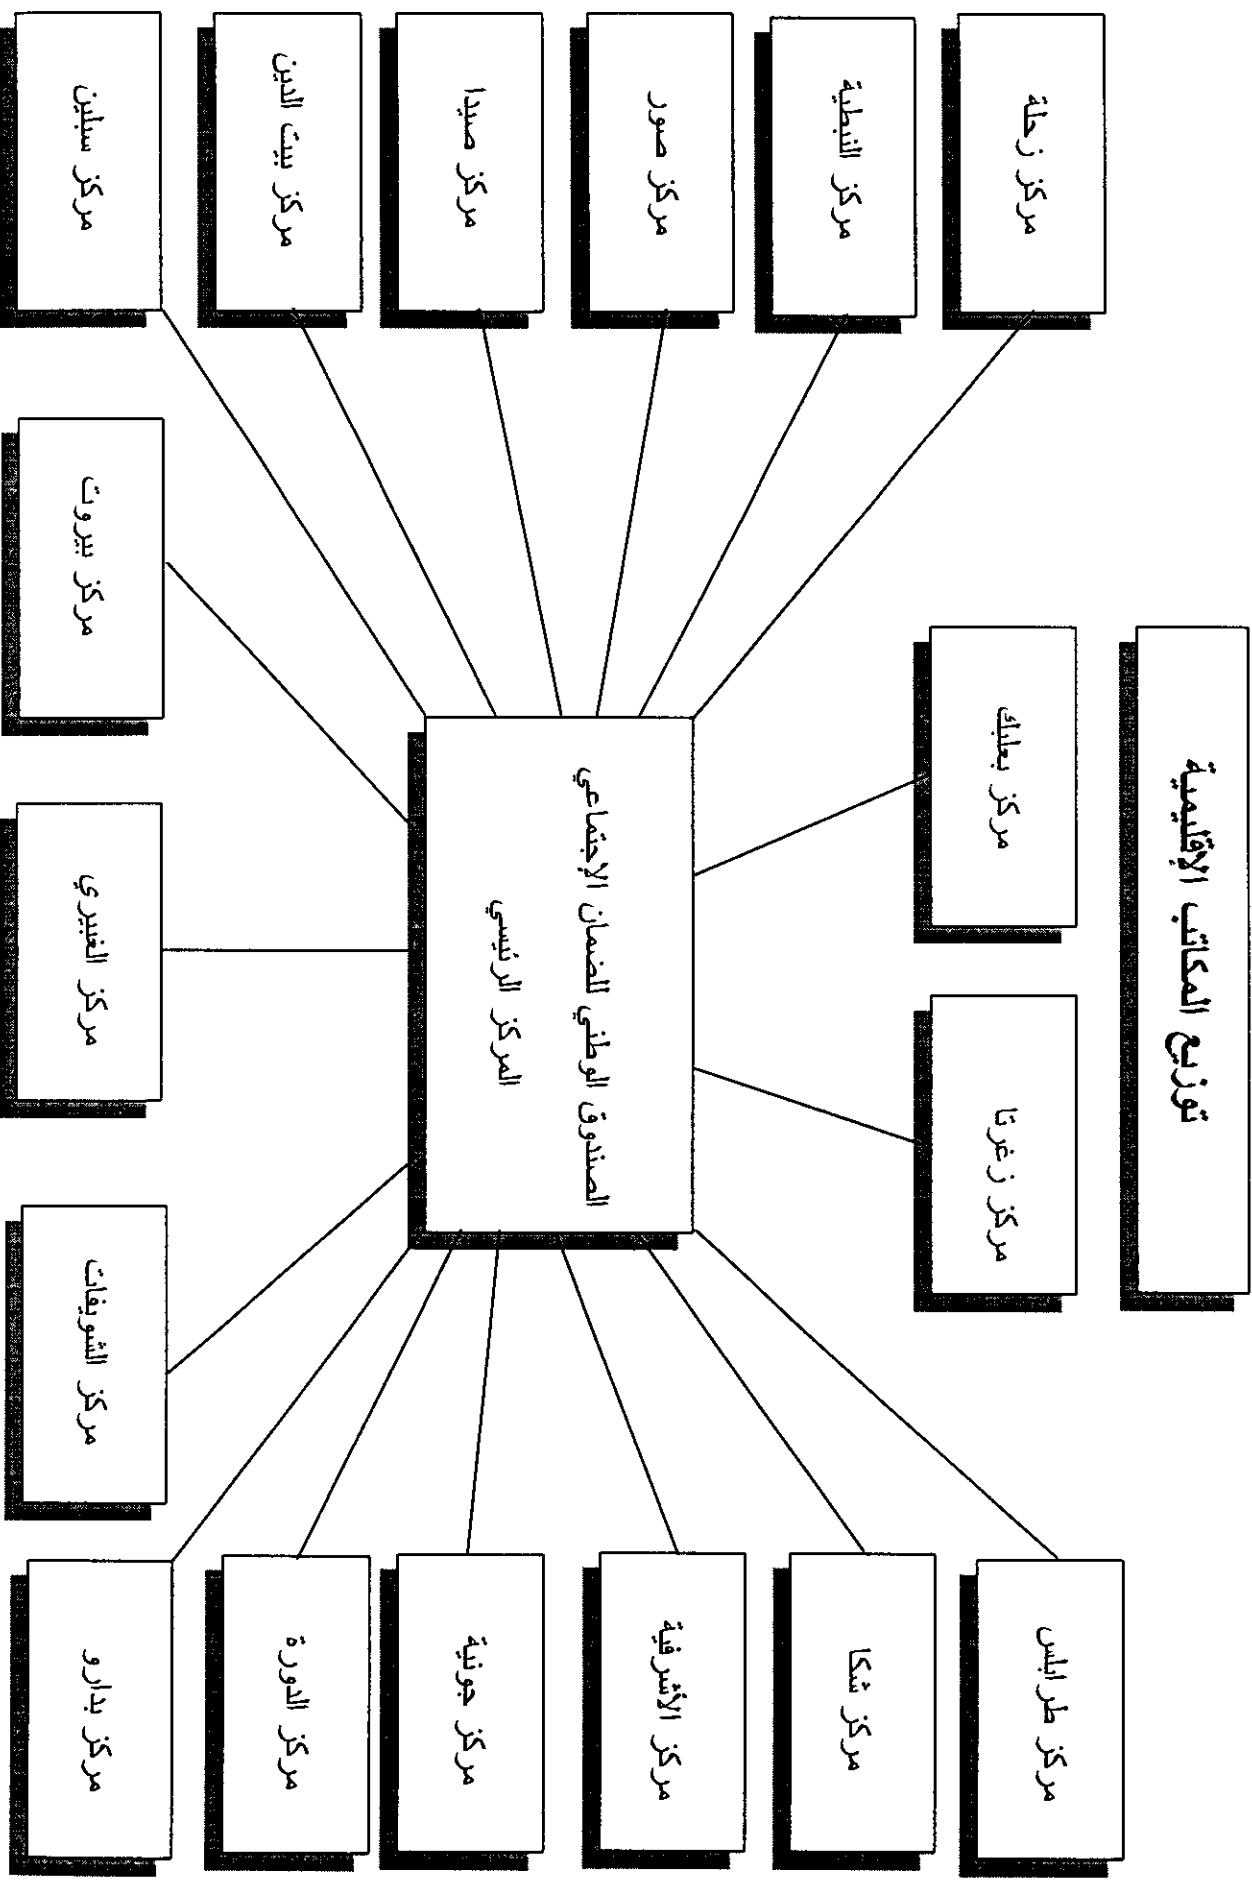 توزيع المكاتب الإقليمية
مركز زغرتا
مركز بعلبك
مركز طرابلس
مركز زحلة
مركز شكا
مركز النبطية
مركز الأشرفية
مركز صور
الصندوق الوطني للضمان الإجتماعي
المركز الرئيسي
مركز جونية
مركز صيدا
مركز الدورة
مركز بيت الدين
مركز بدارو
مركز الشويفات
مركز الغبيري
مركز بيروت
مركز سبلين